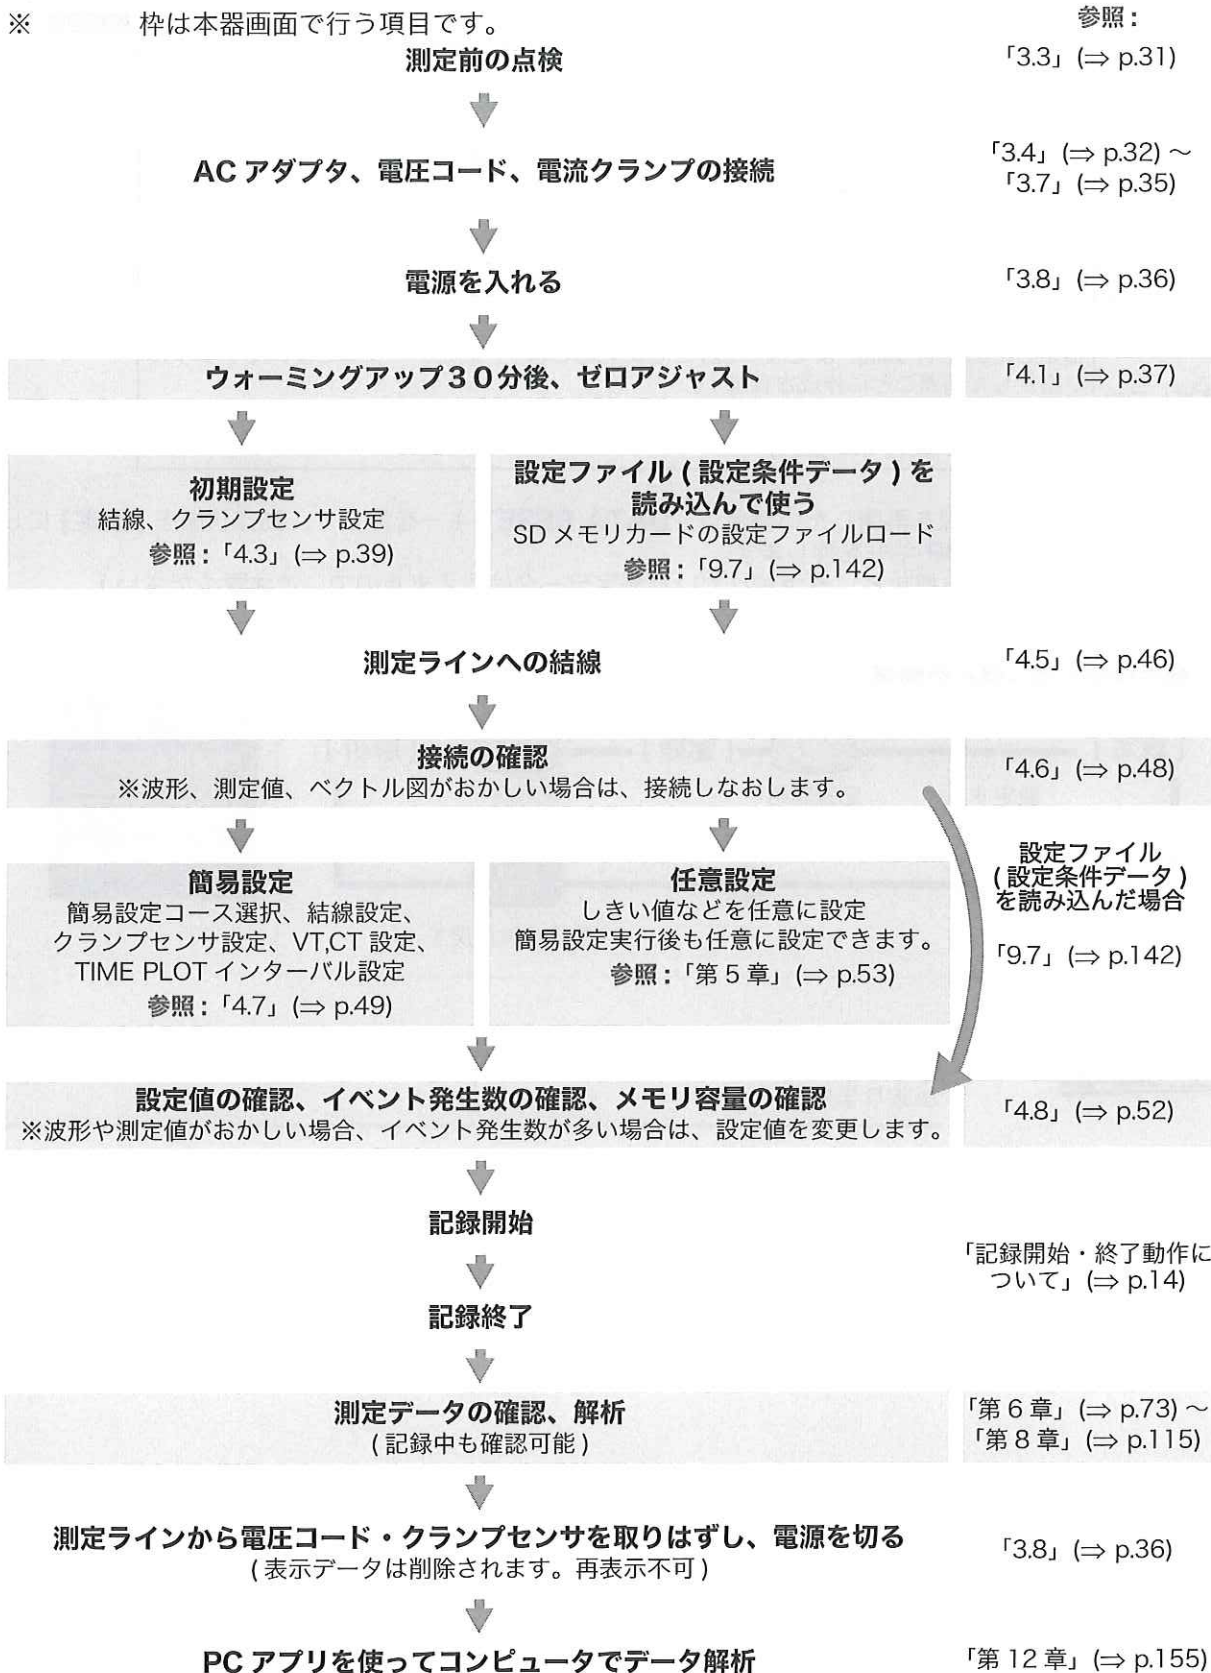 ※　　　　枠は本器画面で行う項目です。
参照：
測定前の点検
「3.3」(⇒ p.31)
AC アダプタ、電圧コード、電流クランプの接続
「3.4」(⇒ p.32) ～
「3.7」(⇒ p.35)
電源を入れる
「3.8」(⇒ p.36)
ウォーミングアップ３０分後、ゼロアジャスト
「4.1」(⇒ p.37)
初期設定
結線、クランプセンサ設定
参照：「4.3」(⇒ p.39)
設定ファイル ( 設定条件データ ) を
読み込んで使う
SD メモリカードの設定ファイルロード
参照：「9.7」(⇒ p.142)
測定ラインへの結線
「4.5」(⇒ p.46)
接続の確認
※波形、測定値、ベクトル図がおかしい場合は、接続しなおします。
「4.6」(⇒ p.48)
簡易設定
簡易設定コース選択、結線設定、
クランプセンサ設定、VT,CT 設定、
TIME PLOT インターバル設定
参照：「4.7」(⇒ p.49)
任意設定
しきい値などを任意に設定
簡易設定実行後も任意に設定できます。
参照：「第 5 章」(⇒ p.53)
設定ファイル
( 設定条件データ )
を読み込んだ場合
「9.7」(⇒ p.142)
設定値の確認、イベント発生数の確認、メモリ容量の確認
※波形や測定値がおかしい場合、イベント発生数が多い場合は、設定値を変更します。
「4.8」(⇒ p.52)
記録開始
「記録開始・終了動作に
ついて」(⇒ p.14)
記録終了
測定データの確認、解析
( 記録中も確認可能 )
「第 6 章」(⇒ p.73) ～
「第 8 章」(⇒ p.115)
測定ラインから電圧コード・クランプセンサを取りはずし、電源を切る
( 表示データは削除されます。再表示不可 )
「3.8」(⇒ p.36)
PC アプリを使ってコンピュータでデータ解析
「第 12 章」(⇒ p.155)